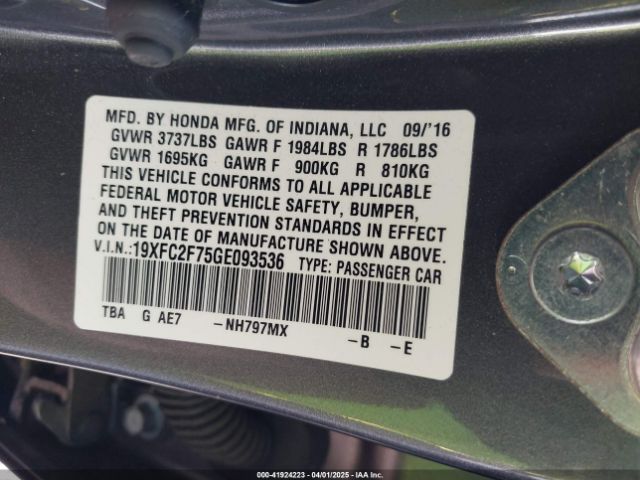 MFD. BY HONDA MFG. OF INDIANA, LLC 09/'16
GVWR 3737LBS GAWR F 1984LBS R 1786LBS
GVWR 1695KG GAWR F 900KG R 810KG
THIS VEHICLE CONFORMS TO ALL APPLICABLE
FEDERAL MOTOR VEHICLE SAFETY, BUMPER,
AND THEFT PREVENTION STANDARDS IN EFFECT
ON THE DATE OF MANUFACTURE SHOWN ABOVE.
V.I.N.:19XFC2F75GE093536 TYPE: PASSENGER CAR
TBA G AE7 -NH797MX -B -E
000-41924223 - 04/01/2025 - IAA Inc.